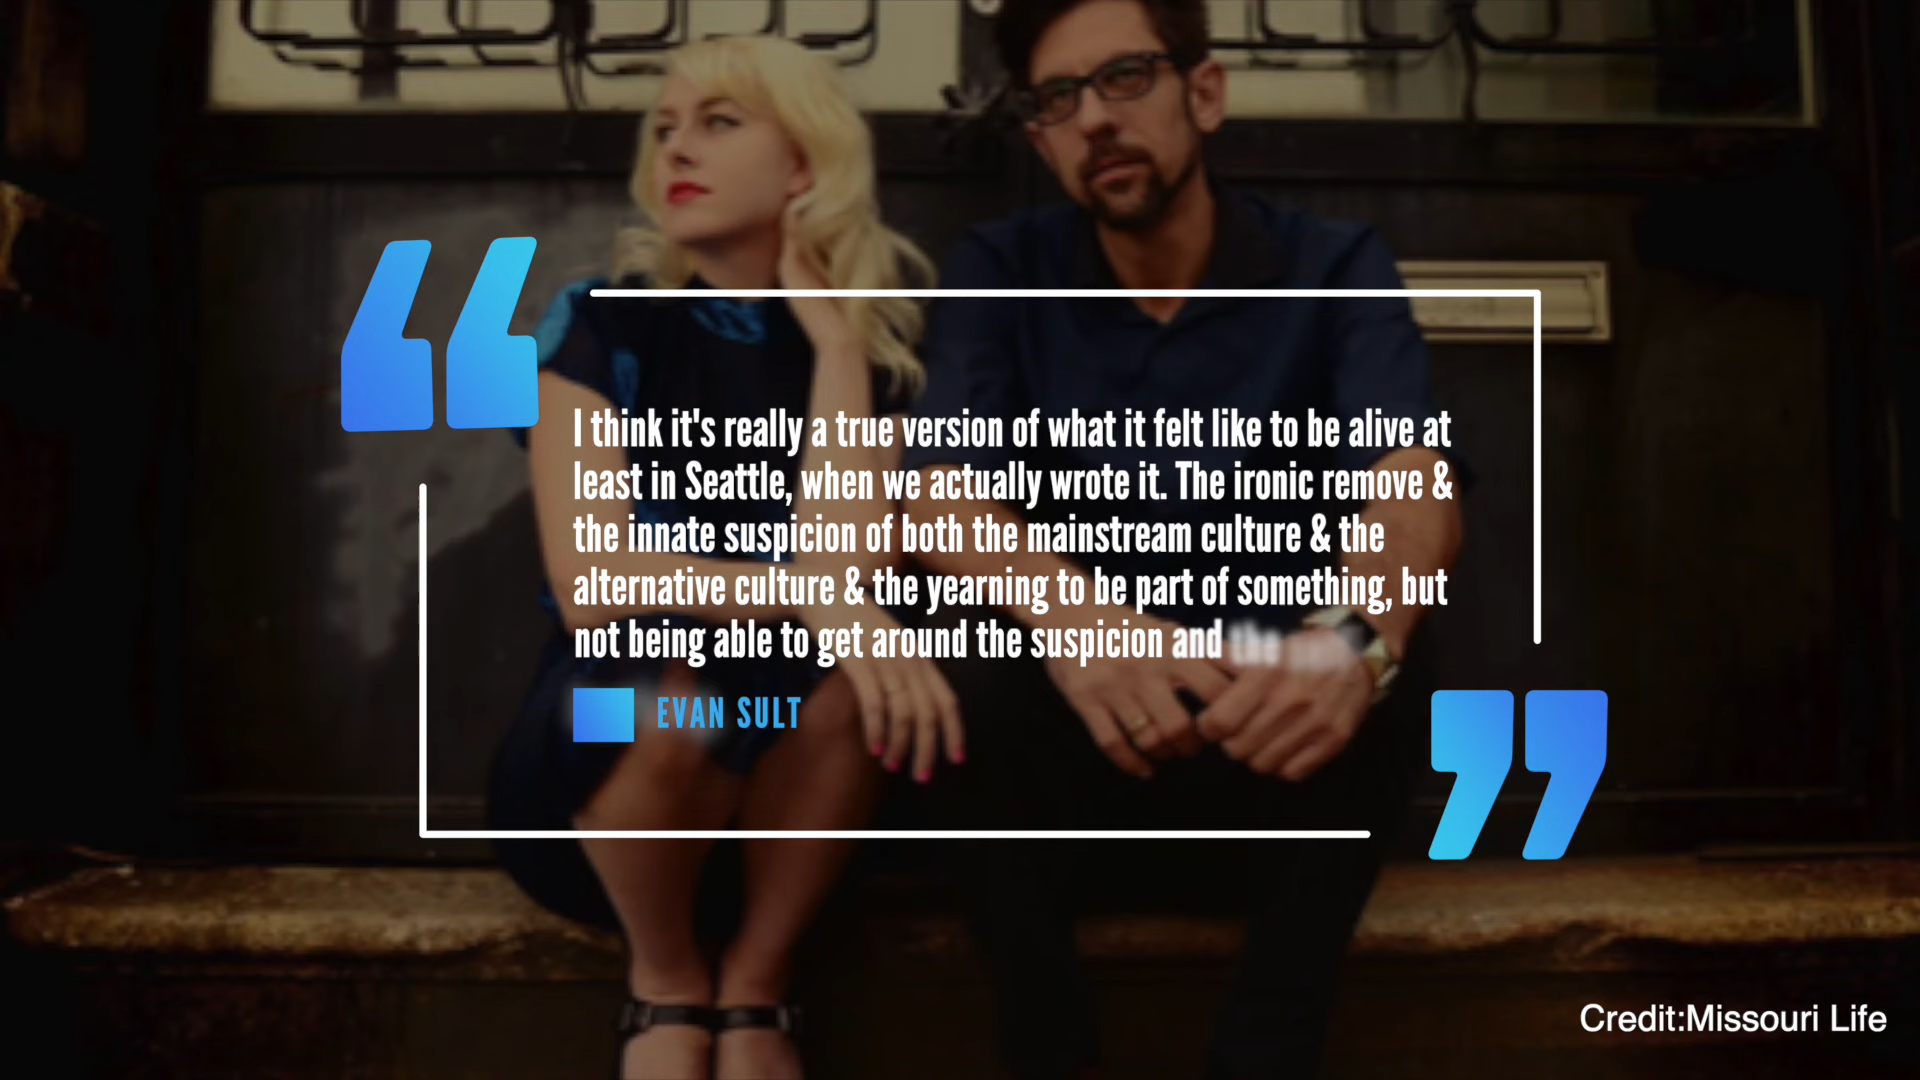 I think it's really a true version of what it felt like to be alive at
least in Seattle, when we actually wrote it. The ironic remove &
the innate suspicion of both the mainstream culture & the
alternative culture & the yearning to be part of something, but
not being able to get around the suspicion and the
EVAN SULT
Credit:Missouri Life